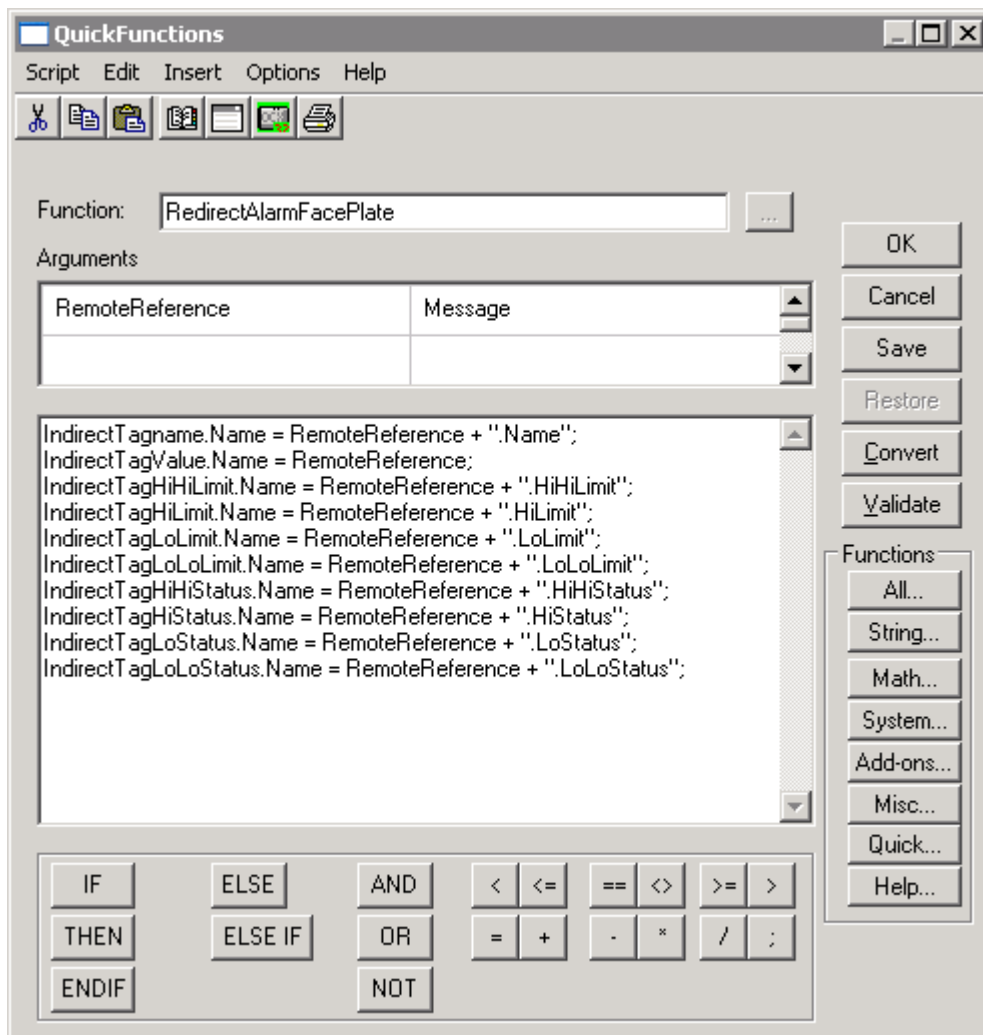 QuickFunctions
Script Edit Insert Options Help
Function: RedirectAlarmFacePlate ...
Arguments
RemoteReference Message
IndirectTagname.Name = RemoteReference + ".Name";
IndirectTagValue.Name = RemoteReference;
IndirectTagHiHiLimit.Name = RemoteReference + ".HiHiLimit";
IndirectTagHiLimit.Name = RemoteReference + ".HiLimit";
IndirectTagLoLimit.Name = RemoteReference + ".LoLimit";
IndirectTagLoLoLimit.Name = RemoteReference + ".LoLoLimit";
IndirectTagHiHiStatus.Name = RemoteReference + ".HiHiStatus";
IndirectTagHiStatus.Name = RemoteReference + ".HiStatus";
IndirectTagLoStatus.Name = RemoteReference + ".LoStatus";
IndirectTagLoLoStatus.Name = RemoteReference + ".LoLoStatus";
OK
Cancel
Save
Restore
Convert
Validate
Functions
All...
String...
Math...
System...
Add-ons...
Misc...
Quick...
Help...
IF ELSE AND < <= == <> >= >
THEN ELSE IF OR = + - * / ;
ENDIF NOT